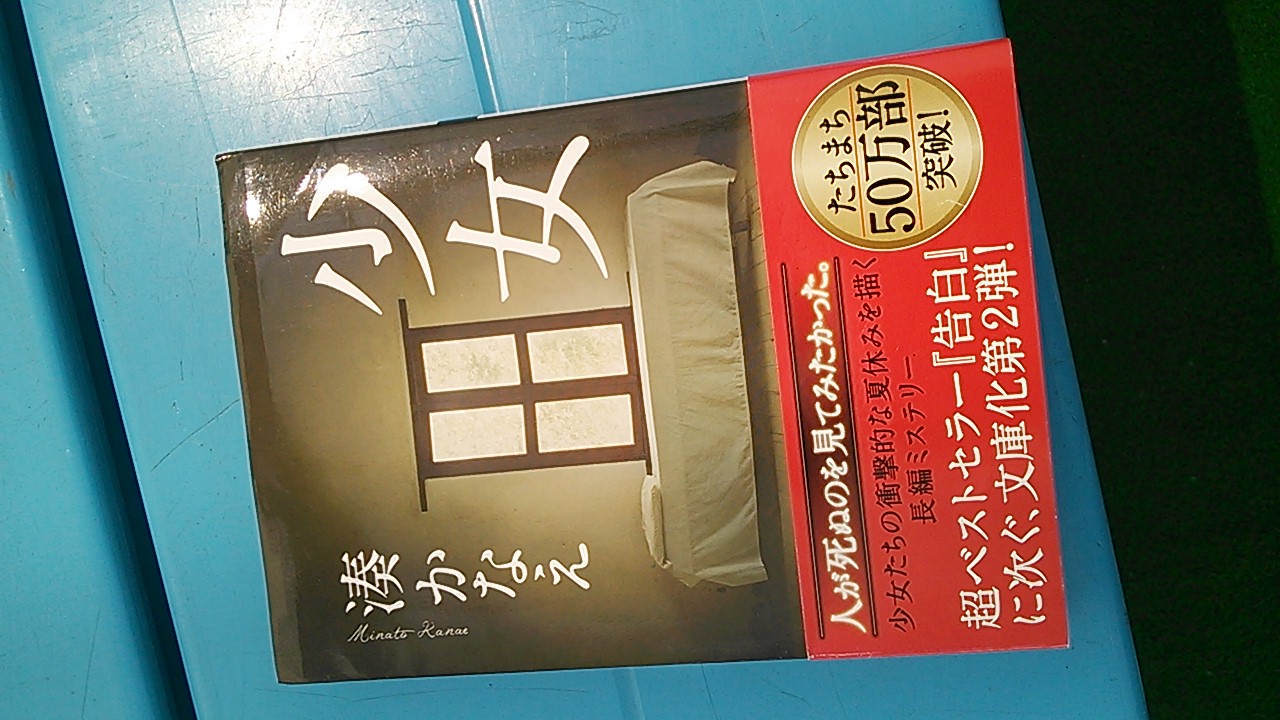 少女
湊かなえ
Minato Kanae
たちまち
50万部
突破!
人が死ぬのを見てみたかった。
少女たちの衝撃的な夏休みを描く
長編ミステリー
超ベストセラー『告白』
に次ぐ、文庫化第2弾!